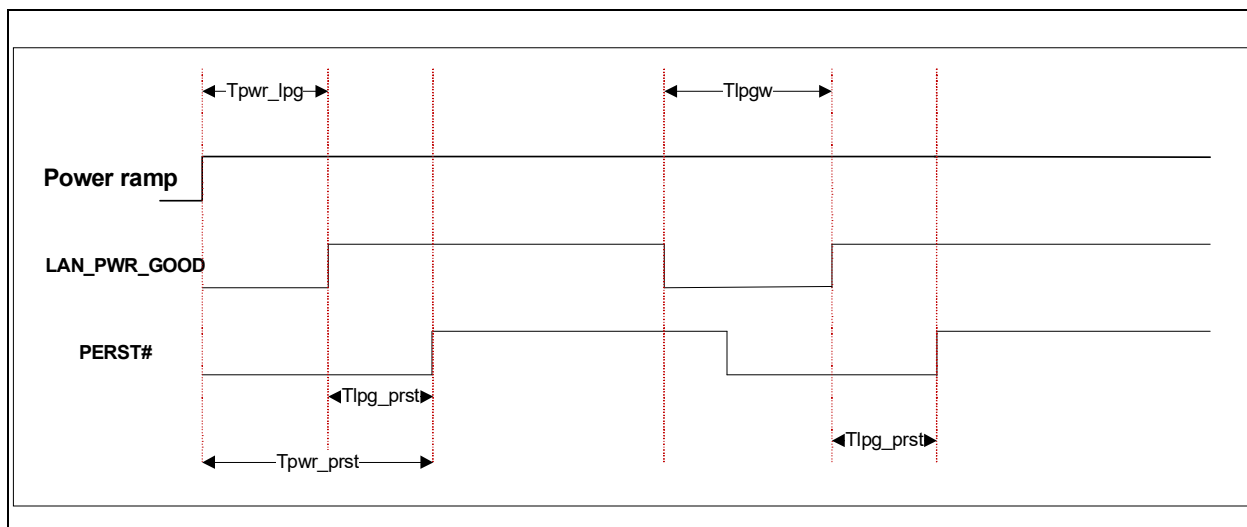 Tpwr_lpg
Tlpgw
Power ramp
LAN_PWR_GOOD
PERST#
Tlpg_prst
Tlpg_prst
Tpwr_prst